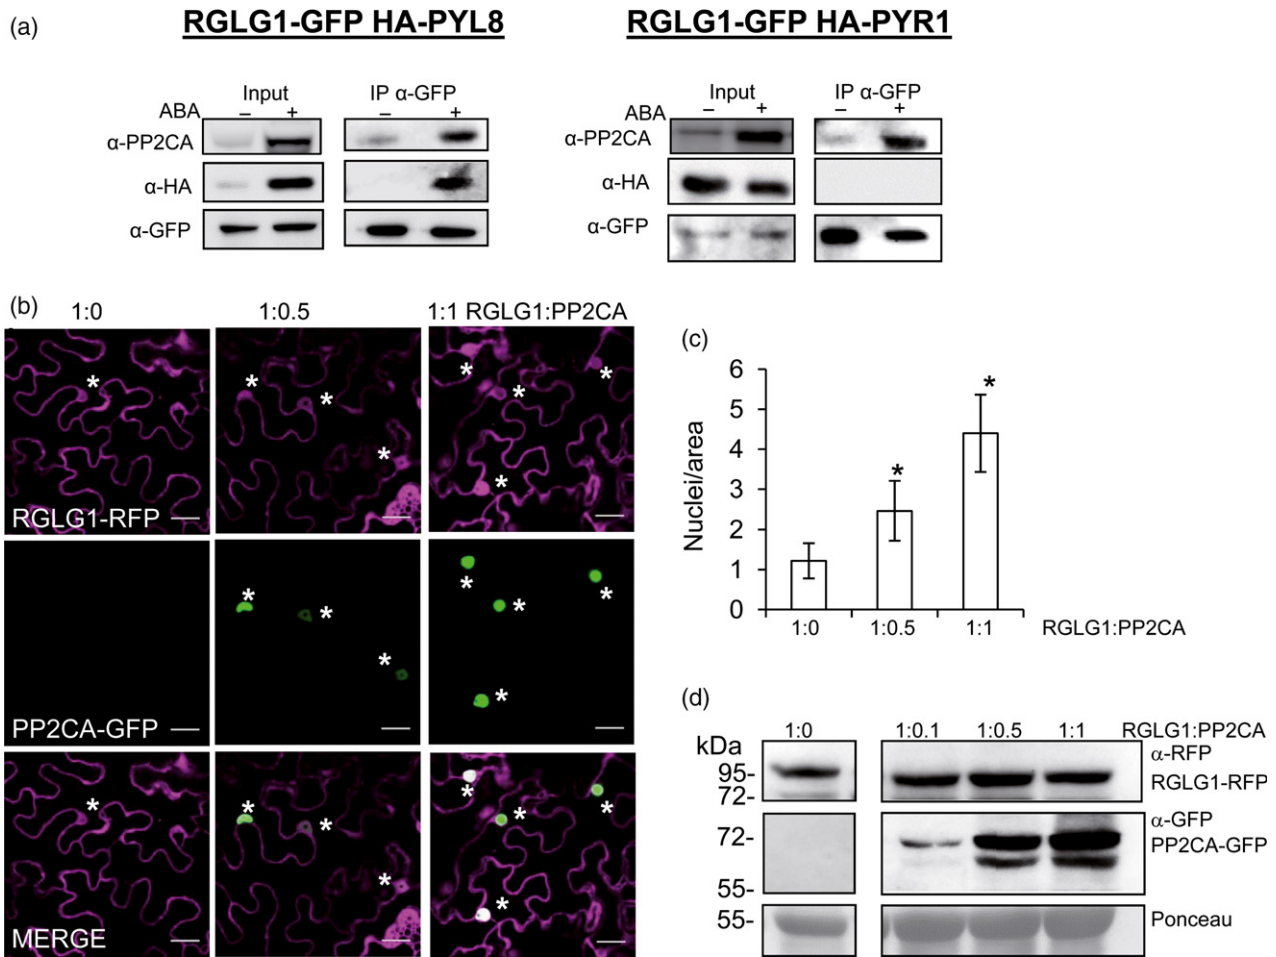 (a)
RGLG1-GFP HA-PYL8
RGLG1-GFP HA-PYR1
Input
IP α-GFP
ABA
– +
– +
α-PP2CA
α-HA
α-GFP
Input
IP α-GFP
ABA
– +
– +
α-PP2CA
α-HA
α-GFP
(b)
1:0
1:0.5
1:1 RGLG1:PP2CA
*
* * *
* * * *
RGLG1-RFP
* * *
* * * *
PP2CA-GFP
*
* * *
* * * *
MERGE
(c)
Nuclei/area
6
5
4
3
2
1
0
*
*
1:0 1:0.5 1:1 RGLG1:PP2CA
(d)
kDa
1:0 1:0.1 1:0.5 1:1 RGLG1:PP2CA
α-RFP
95-
RGLG1-RFP
72-
α-GFP
72-
PP2CA-GFP
55-
55-
Ponceau